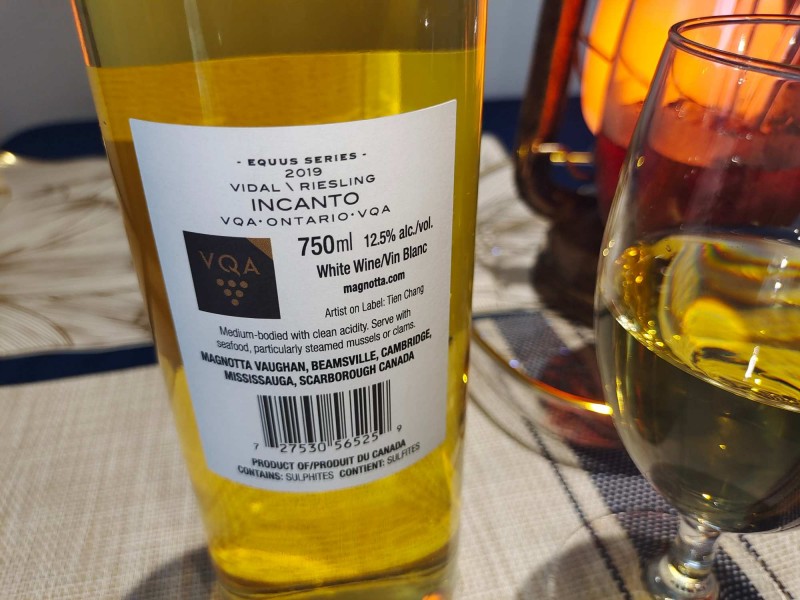 - EQUUS SERIES -
2019
VIDAL \ RIESLING
INCANTO
VQA·ONTARIO·VQA
VQA
750ml 12.5% alc./vol.
White Wine/Vin Blanc
magnotta.com
Artist on Label: Tien Chang
Medium-bodied with clean acidity. Serve with
seafood, particularly steamed mussels or clams.
MAGNOTTA VAUGHAN, BEAMSVILLE, CAMBRIDGE,
MISSISSAUGA, SCARBOROUGH CANADA
7 27530 56525 9
PRODUCT OF/PRODUIT DU CANADA
CONTAINS: SULPHITES CONTIENT: SULFITES